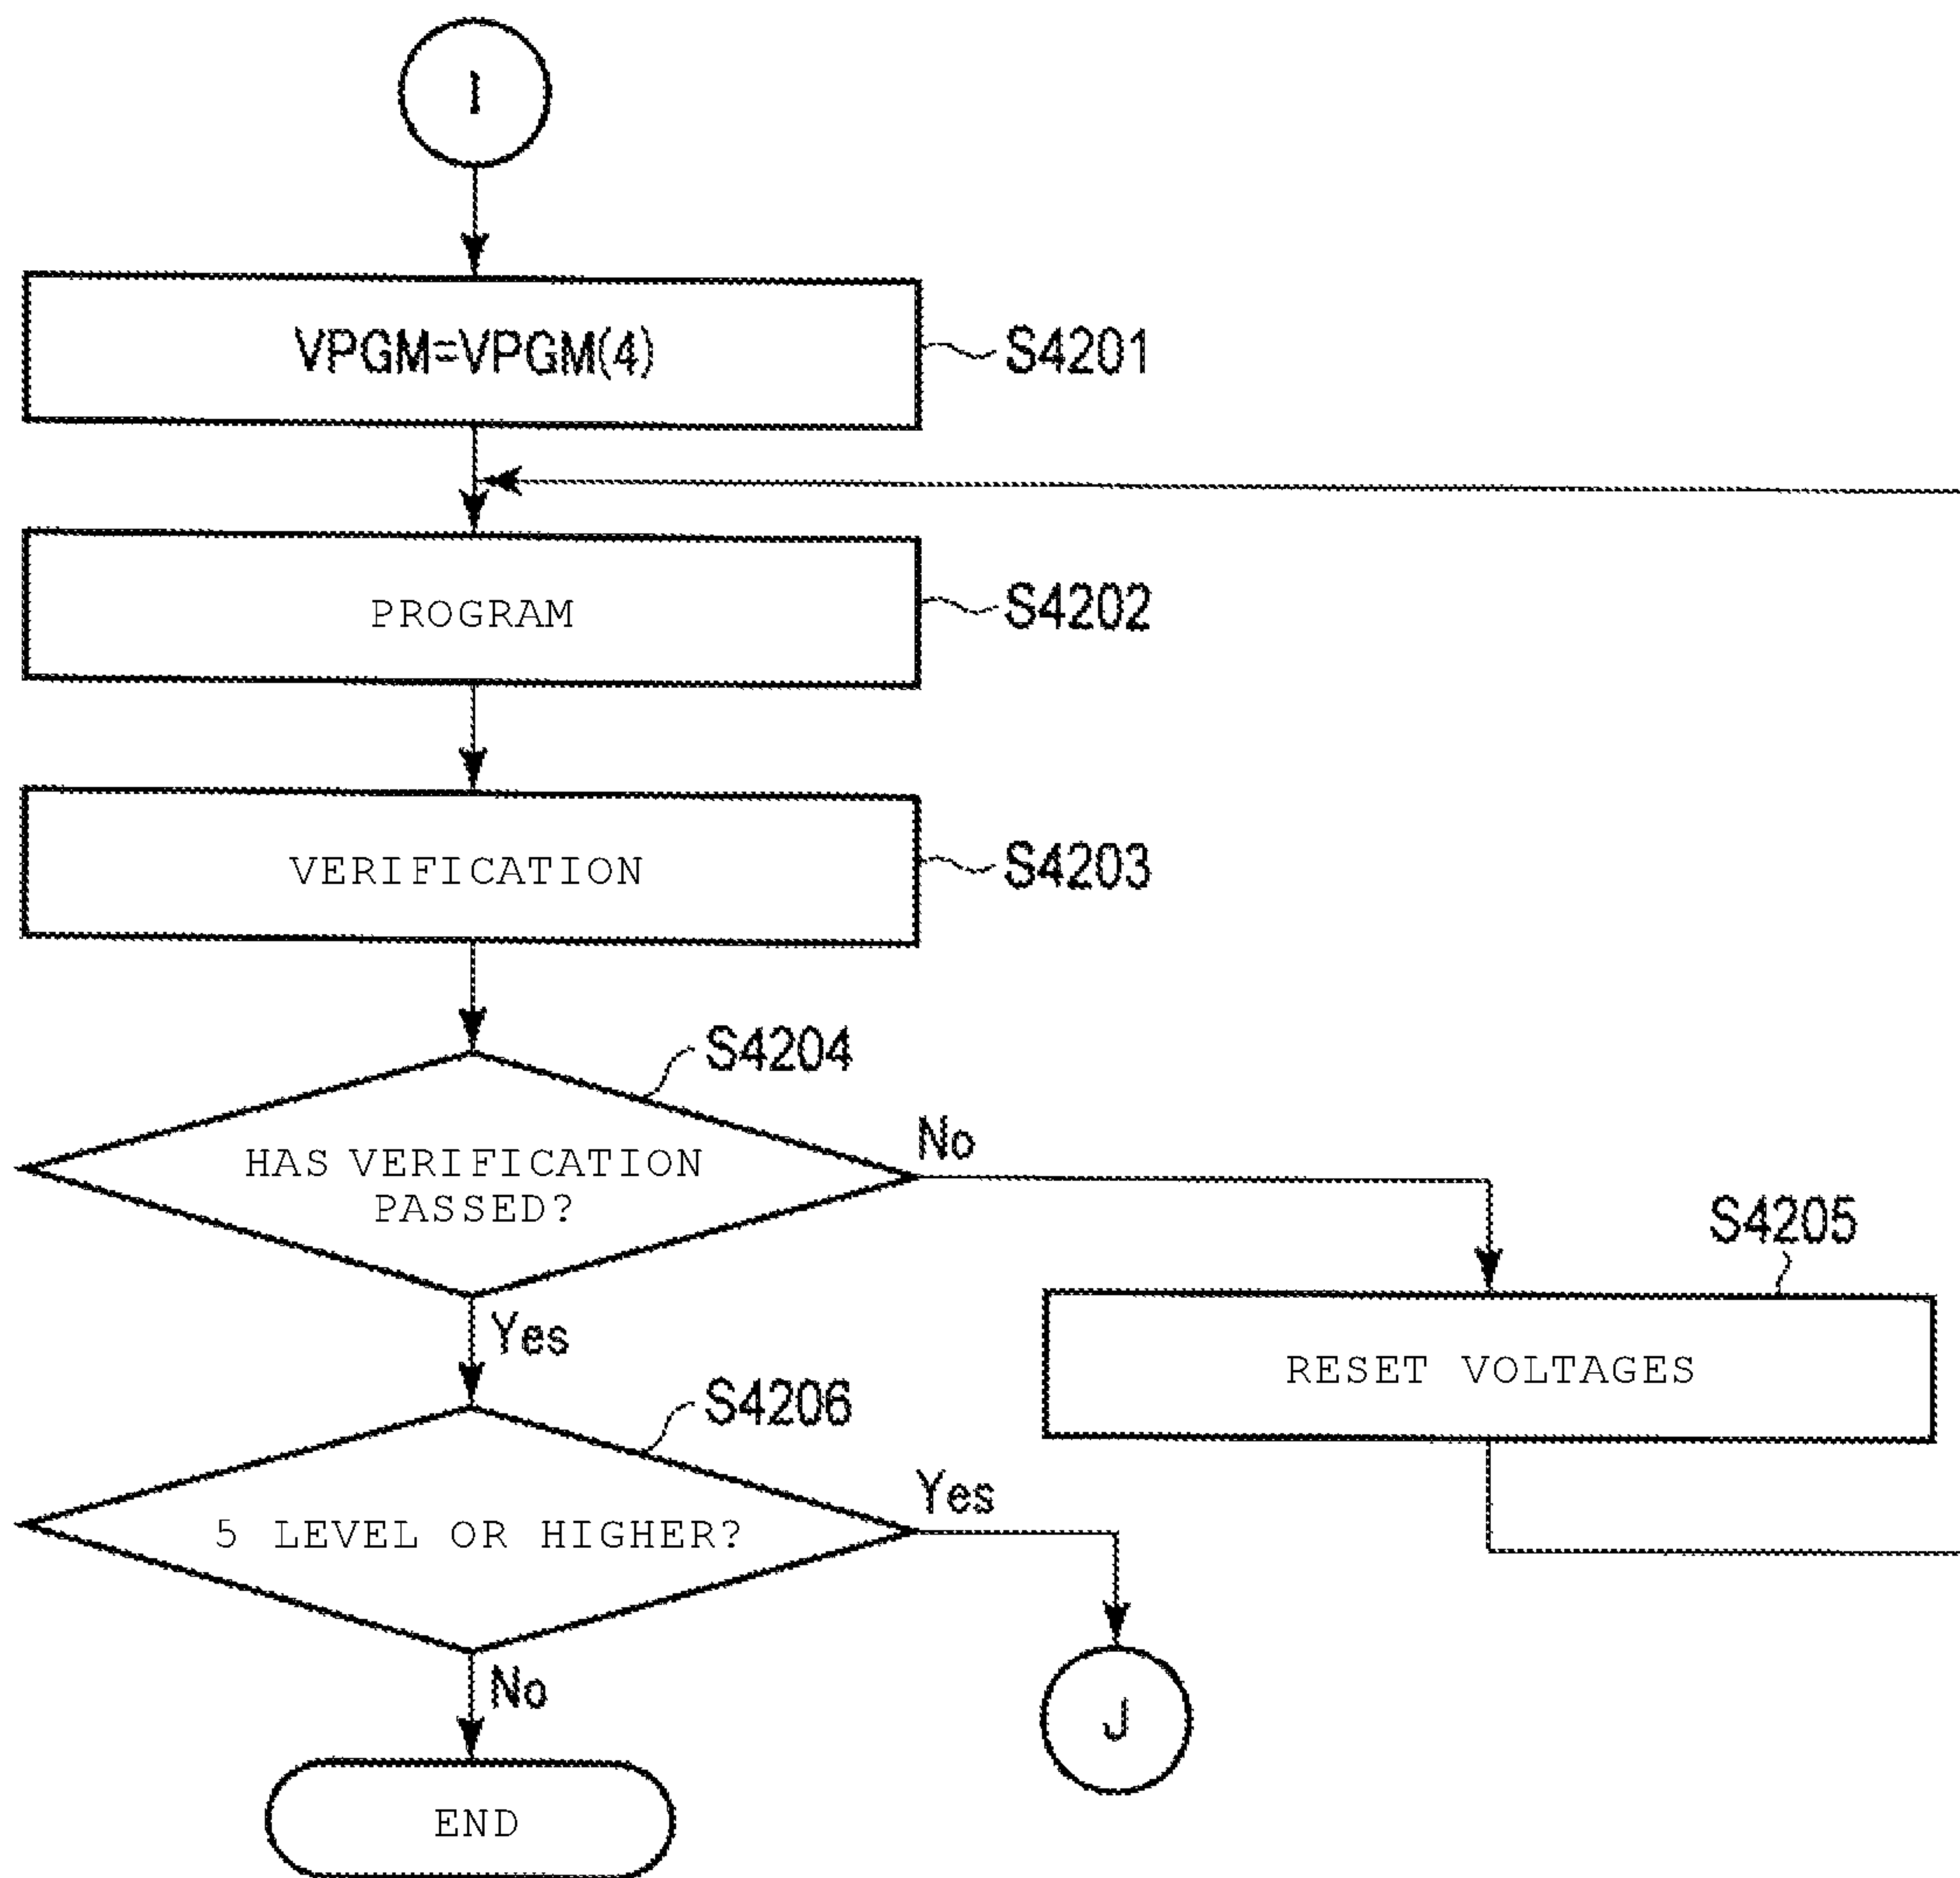 I
VPGM=VPGM(4)
S4201
PROGRAM
S4202
VERIFICATION
S4203
S4204
HAS VERIFICATION
PASSED?
No
Yes
S4205
RESET VOLTAGES
S4206
5 LEVEL OR HIGHER?
Yes
No
J
END